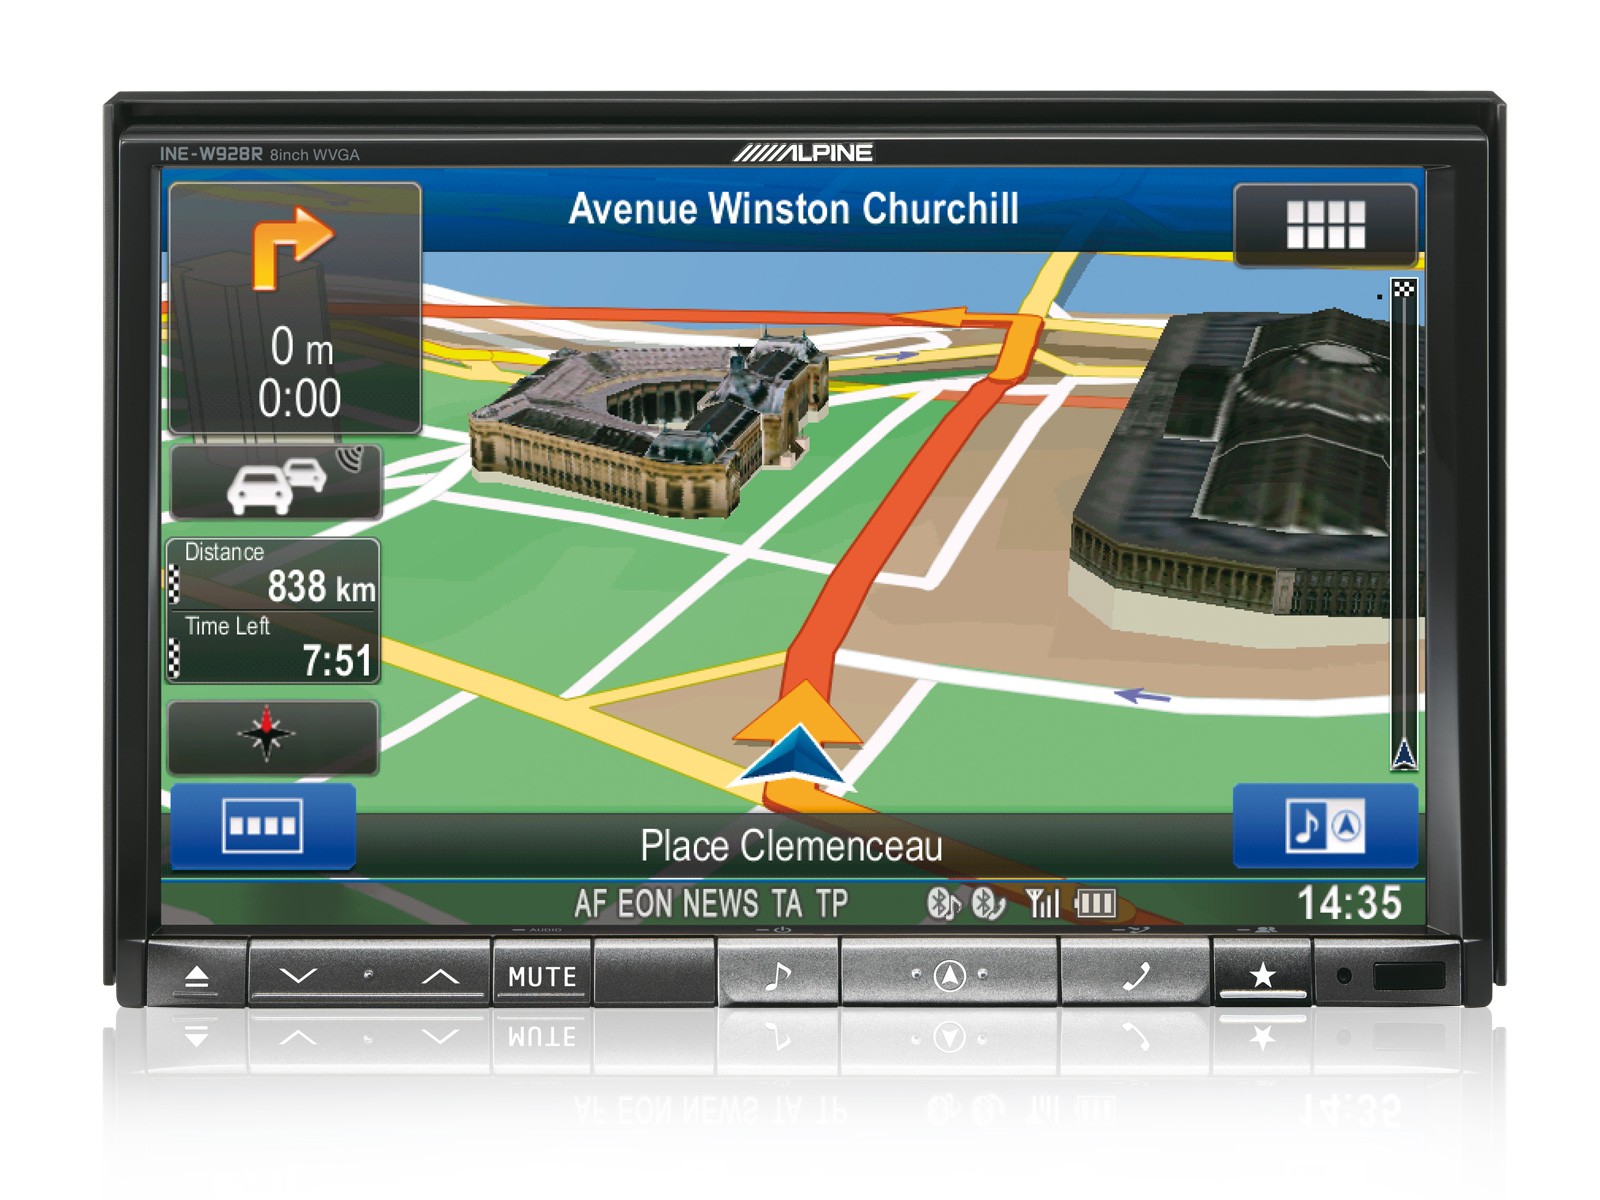 INE-W928R 8inch WVGA
ALPINE
Avenue Winston Churchill
0 m
0:00
Distance
838 km
Time Left
7:51
Place Clemenceau
AF EON NEWS TA TP
14:35
AUDIO
MUTE